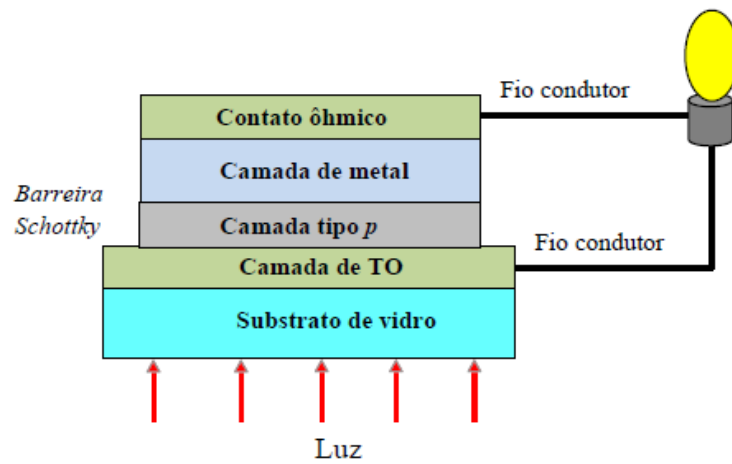 Fio condutor
Contato ôhmico
Camada de metal
Barreira
Schottky
Camada tipo p
Fio condutor
Camada de TO
Substrato de vidro
Luz